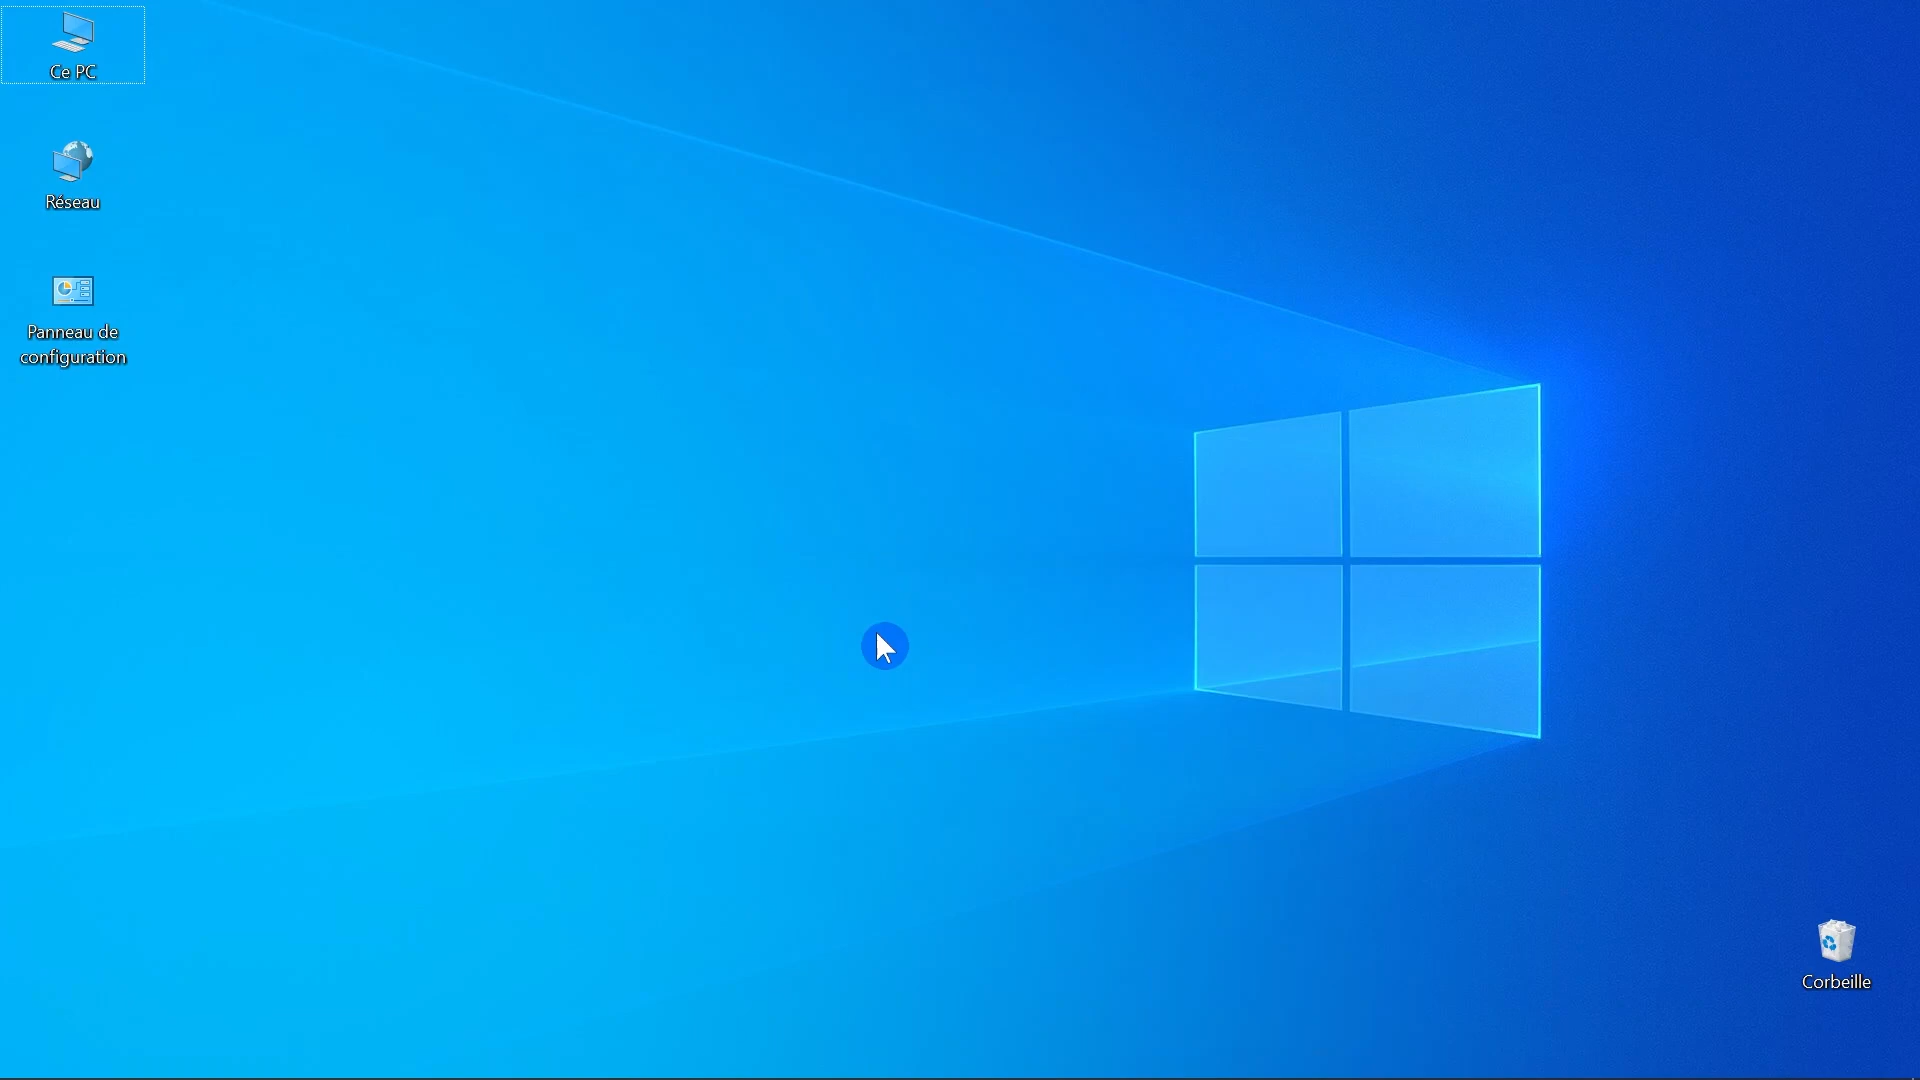 Ce PC
Réseau
Panneau de
configuration
Corbeille